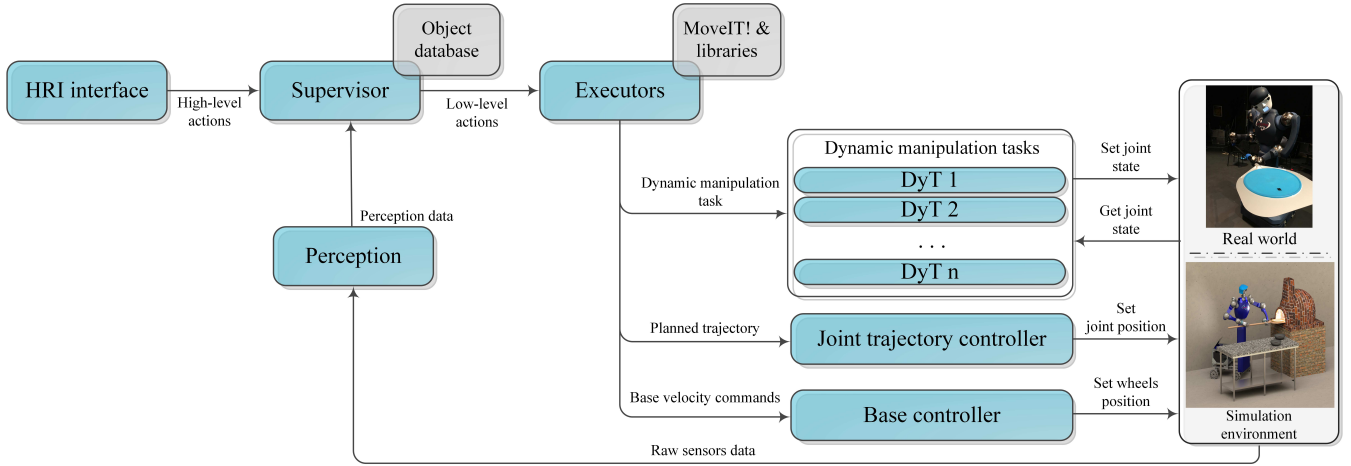 Object
database
MoveIT! &
libraries
HRI interface
High-level
actions
Supervisor
Low-level
actions
Executors
Perception data
Perception
Dynamic manipulation
task
Dynamic manipulation tasks
DyT 1
DyT 2
. . .
DyT n
Set joint
state
Get joint
state
Real world
Planned trajectory
Joint trajectory controller
Set
joint position
Base velocity commands
Base controller
Set wheels
position
Simulation
environment
Raw sensors data